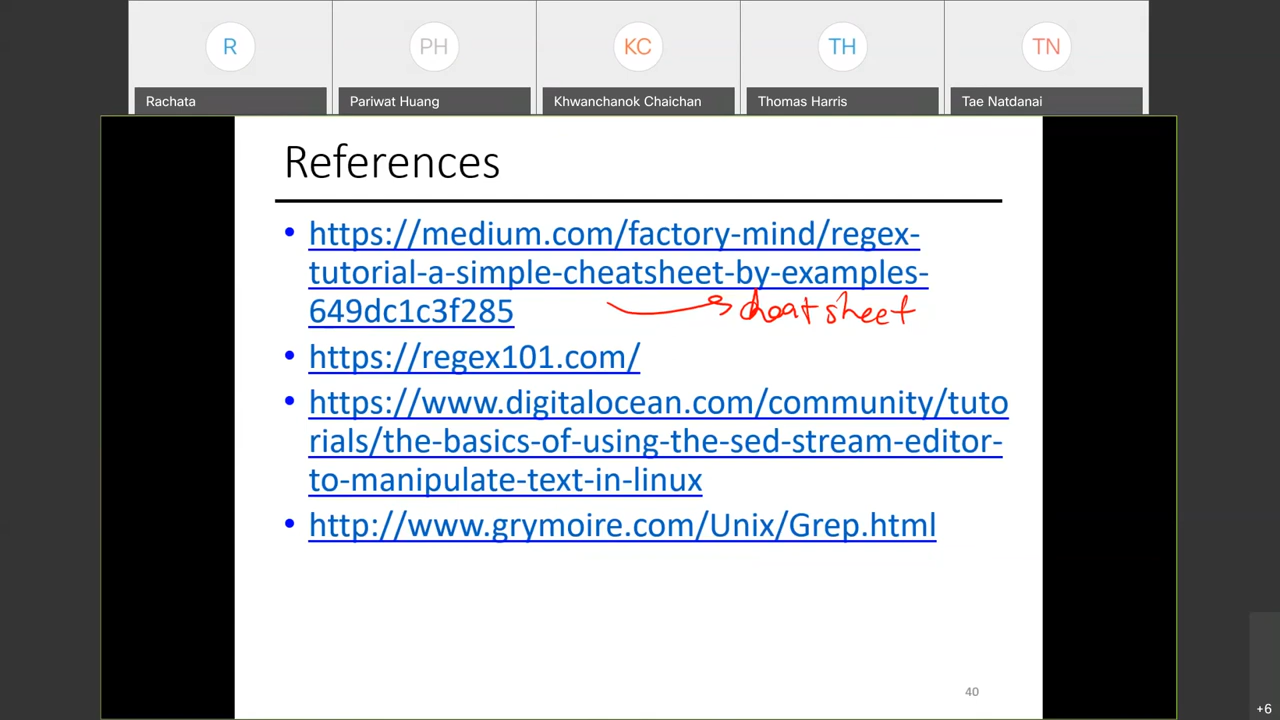 R
PH
KC
TH
TN
Rachata
Pariwat Huang
Khwanchanok Chaichan
Thomas Harris
Tae Natdanai
References
• https://medium.com/factory-mind/regex-
tutorial-a-simple-cheatsheet-by-examples-
649dc1c3f285
cheatsheet
• https://regex101.com/
• https://www.digitalocean.com/community/tuto
rials/the-basics-of-using-the-sed-stream-editor-
to-manipulate-text-in-linux
• http://www.grymoire.com/Unix/Grep.html
40
+6